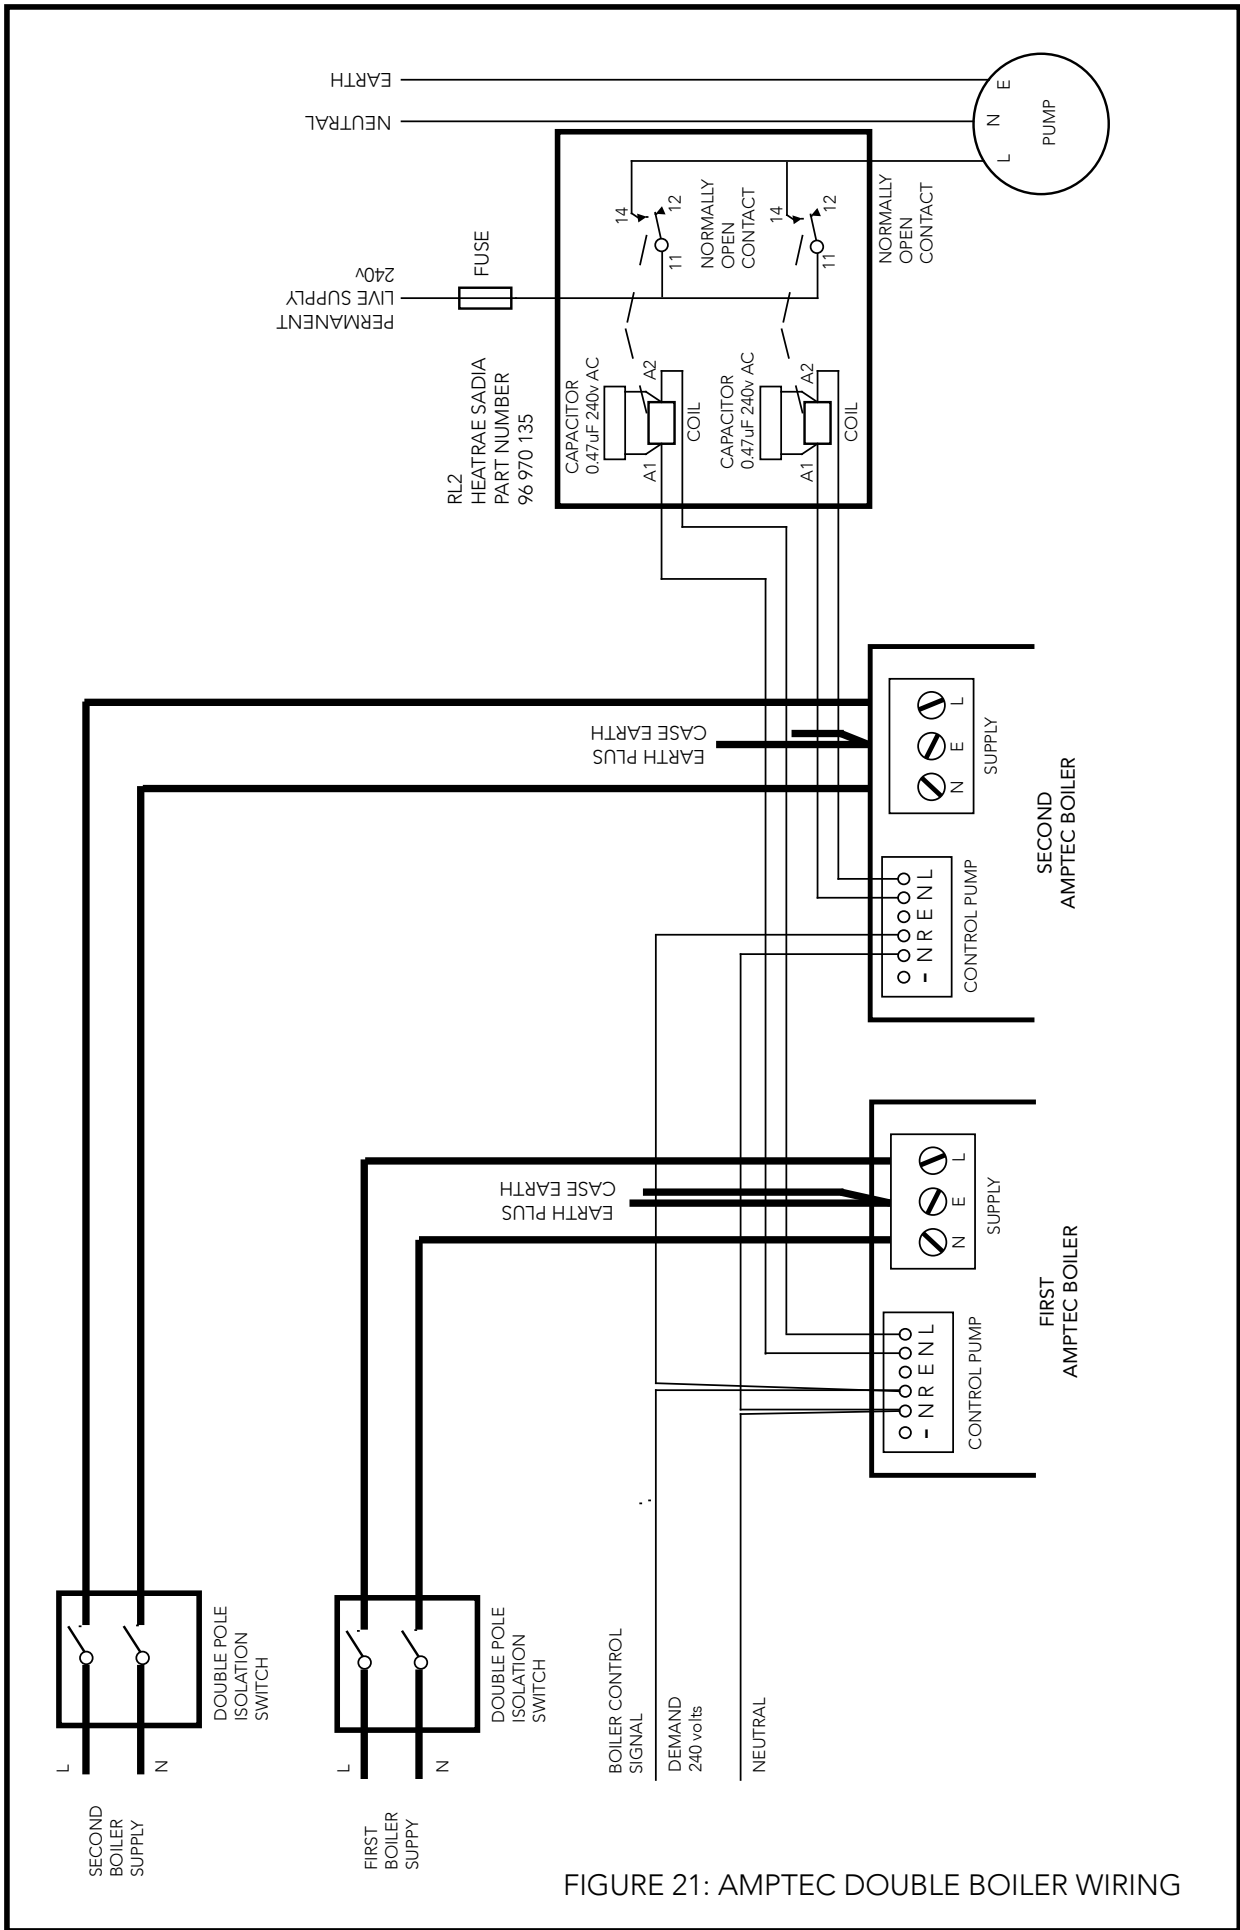 EARTH
NEUTRAL
PERMANENT
LIVE SUPPLY
240v
FUSE
RL2
HEATRAE SADIA
PART NUMBER
96 970 135
CAPACITOR
0.47uF 240v AC
A1
A2
COIL
14
12
11
NORMALLY
OPEN
CONTACT
CAPACITOR
0.47uF 240v AC
A1
A2
COIL
14
12
11
NORMALLY
OPEN
CONTACT
L
N
E
PUMP
EARTH PLUS
CASE EARTH
N E L
SUPPLY
- N R E N L
CONTROL PUMP
SECOND
AMPTEC BOILER
EARTH PLUS
CASE EARTH
N E L
SUPPLY
- N R E N L
CONTROL PUMP
FIRST
AMPTEC BOILER
SECOND
BOILER
SUPPLY
L
N
DOUBLE POLE
ISOLATION
SWITCH
FIRST
BOILER
SUPPY
L
N
DOUBLE POLE
ISOLATION
SWITCH
BOILER CONTROL
SIGNAL
DEMAND
240 volts
NEUTRAL
FIGURE 21: AMPTEC DOUBLE BOILER WIRING